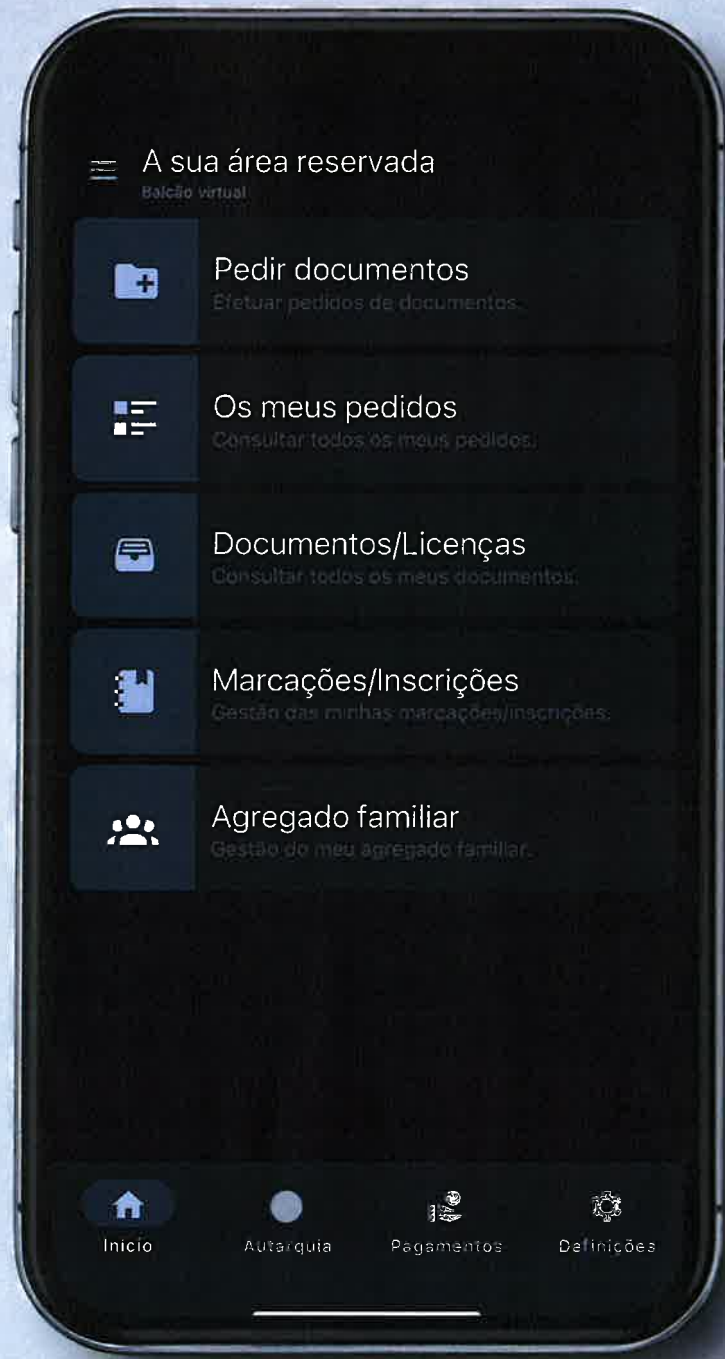 A sua área reservada
Balcão virtual
Pedir documentos
Efetuar pedidos de documentos.
Os meus pedidos
Consultar todos os meus pedidos.
Documentos/Licenças
Consultar todos os meus documentos.
Marcações/Inscrições
Gestão das minhas marcações/inscrições.
Agregado familiar
Gestão do meu agregado familiar.
Inicio
Autarquia
Pagamentos
Definições